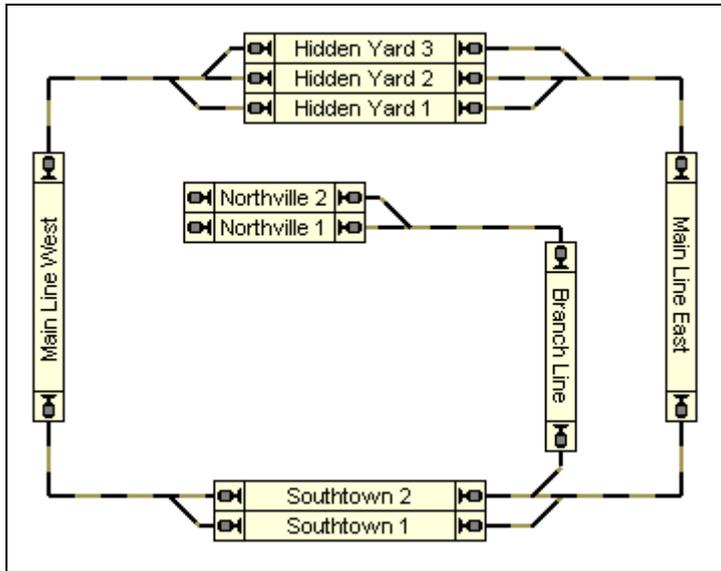 Hidden Yard 3
Hidden Yard 2
Hidden Yard 1
Northville 2
Northville 1
Main Line West
Branch Line
Main Line East
Southtown 2
Southtown 1